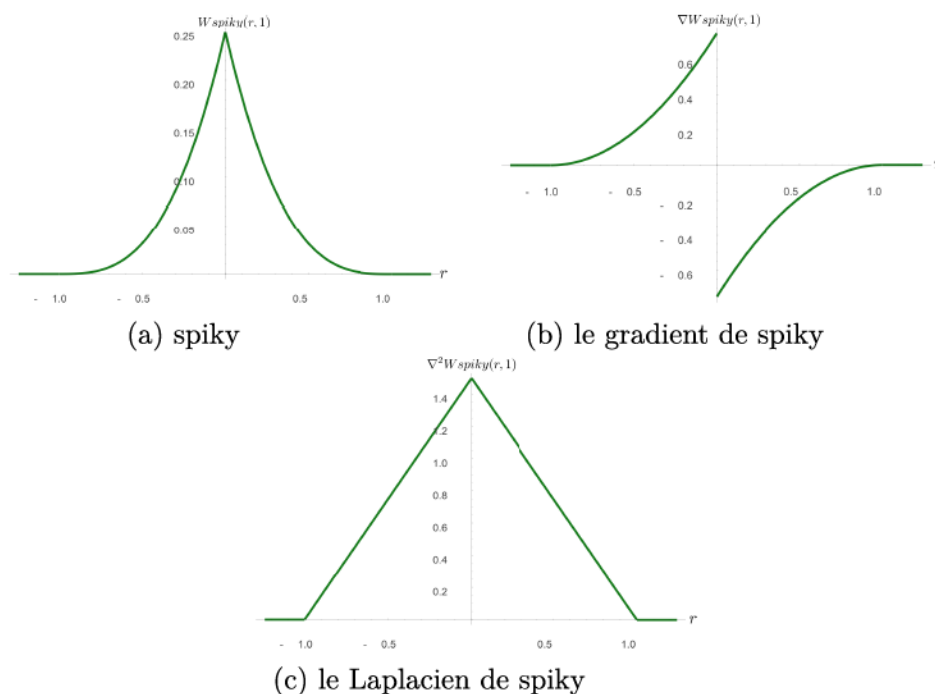 Wspiky(r, 1)
0.25
0.20
0.15
0.10
0.05
r
- 1.0 - 0.5 0.5 1.0
(a) spiky
∇Wspiky(r, 1)
0.6
0.4
0.2
- 1.0 - 0.5 0.5 1.0
- 0.2
- 0.4
- 0.6
(b) le gradient de spiky
∇²Wspiky(r, 1)
1.4
1.2
1.0
0.8
0.6
0.4
0.2
r
- 1.0 - 0.5 0.5 1.0
(c) le Laplacien de spiky